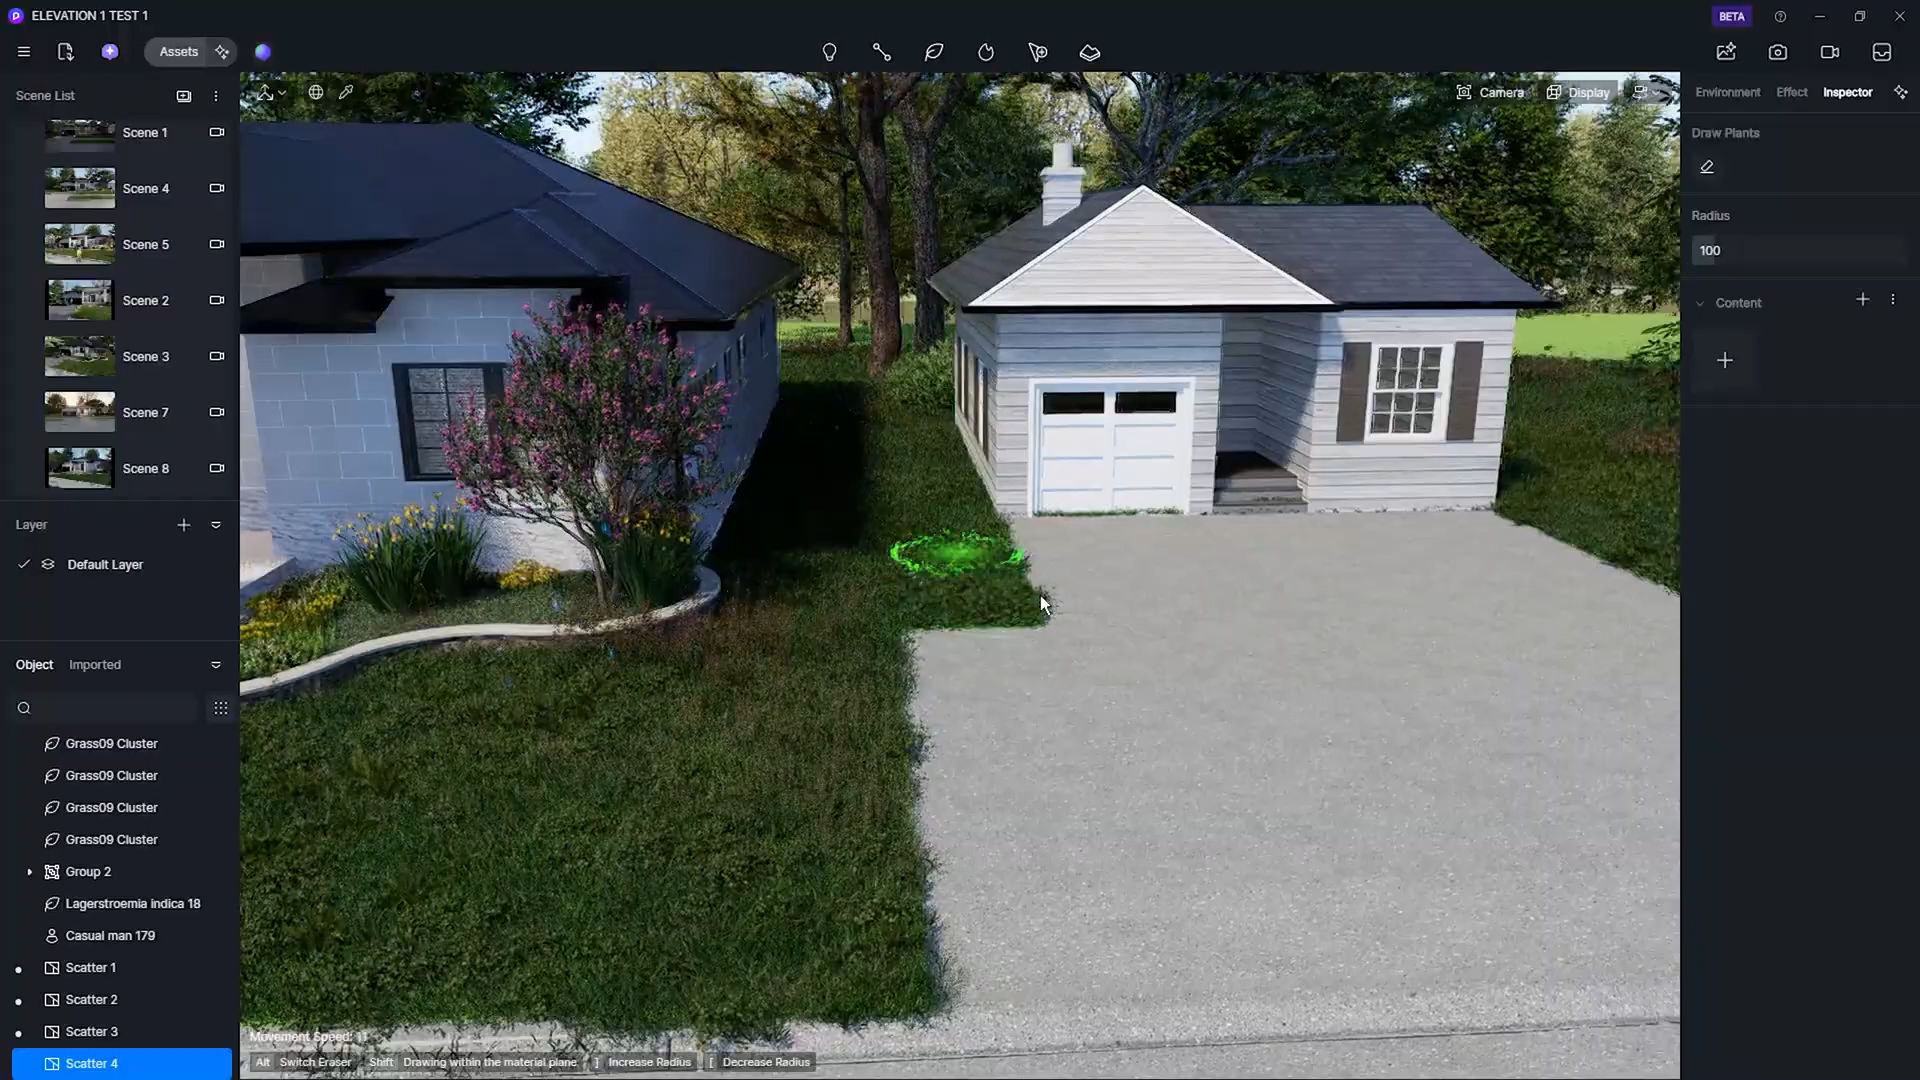 ELEVATION 1 TEST 1
BETA
Assets
Scene List
Scene 1
Scene 4
Scene 5
Scene 2
Scene 3
Scene 7
Scene 8
Layer
Default Layer
Object Imported
Grass09 Cluster
Grass09 Cluster
Grass09 Cluster
Grass09 Cluster
Group 2
Lagerstroemia indica 18
Casual man 179
Scatter 1
Scatter 2
Scatter 3
Scatter 4
Camera Display
Movement Speed: 11
Alt Switch Eraser Shift Drawing within the material plane ] Increase Radius [ Decrease Radius
Environment Effect Inspector
Draw Plants
Radius
100
Content